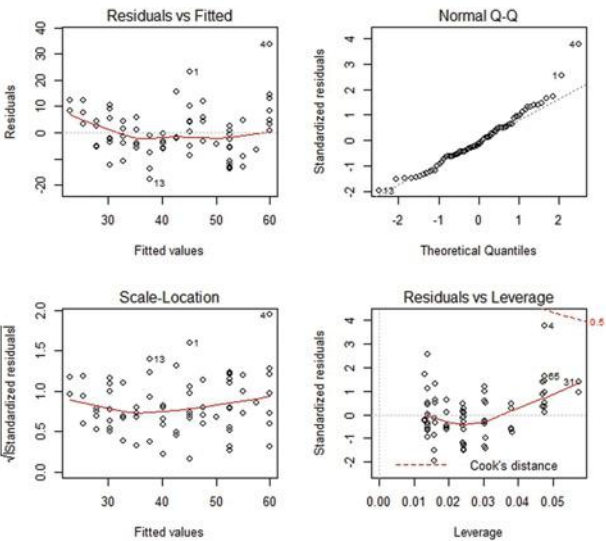 Residuals vs Fitted
Residuals
40
20
10
0
-20
4
1
13
30 40 50 60
Fitted values
Normal Q-Q
Standardized residuals
4
3
2
1
0
-1
-2
4
1
13
-2 -1 0 1 2
Theoretical Quantiles
Scale-Location
√|Standardized residuals|
2.0
1.5
1.0
0.5
0.0
4
1
13
30 40 50 60
Fitted values
Residuals vs Leverage
Standardized residuals
4
3
2
1
0
-1
-2
4
0.5
65
31
Cook's distance
0.00 0.01 0.02 0.03 0.04 0.05
Leverage